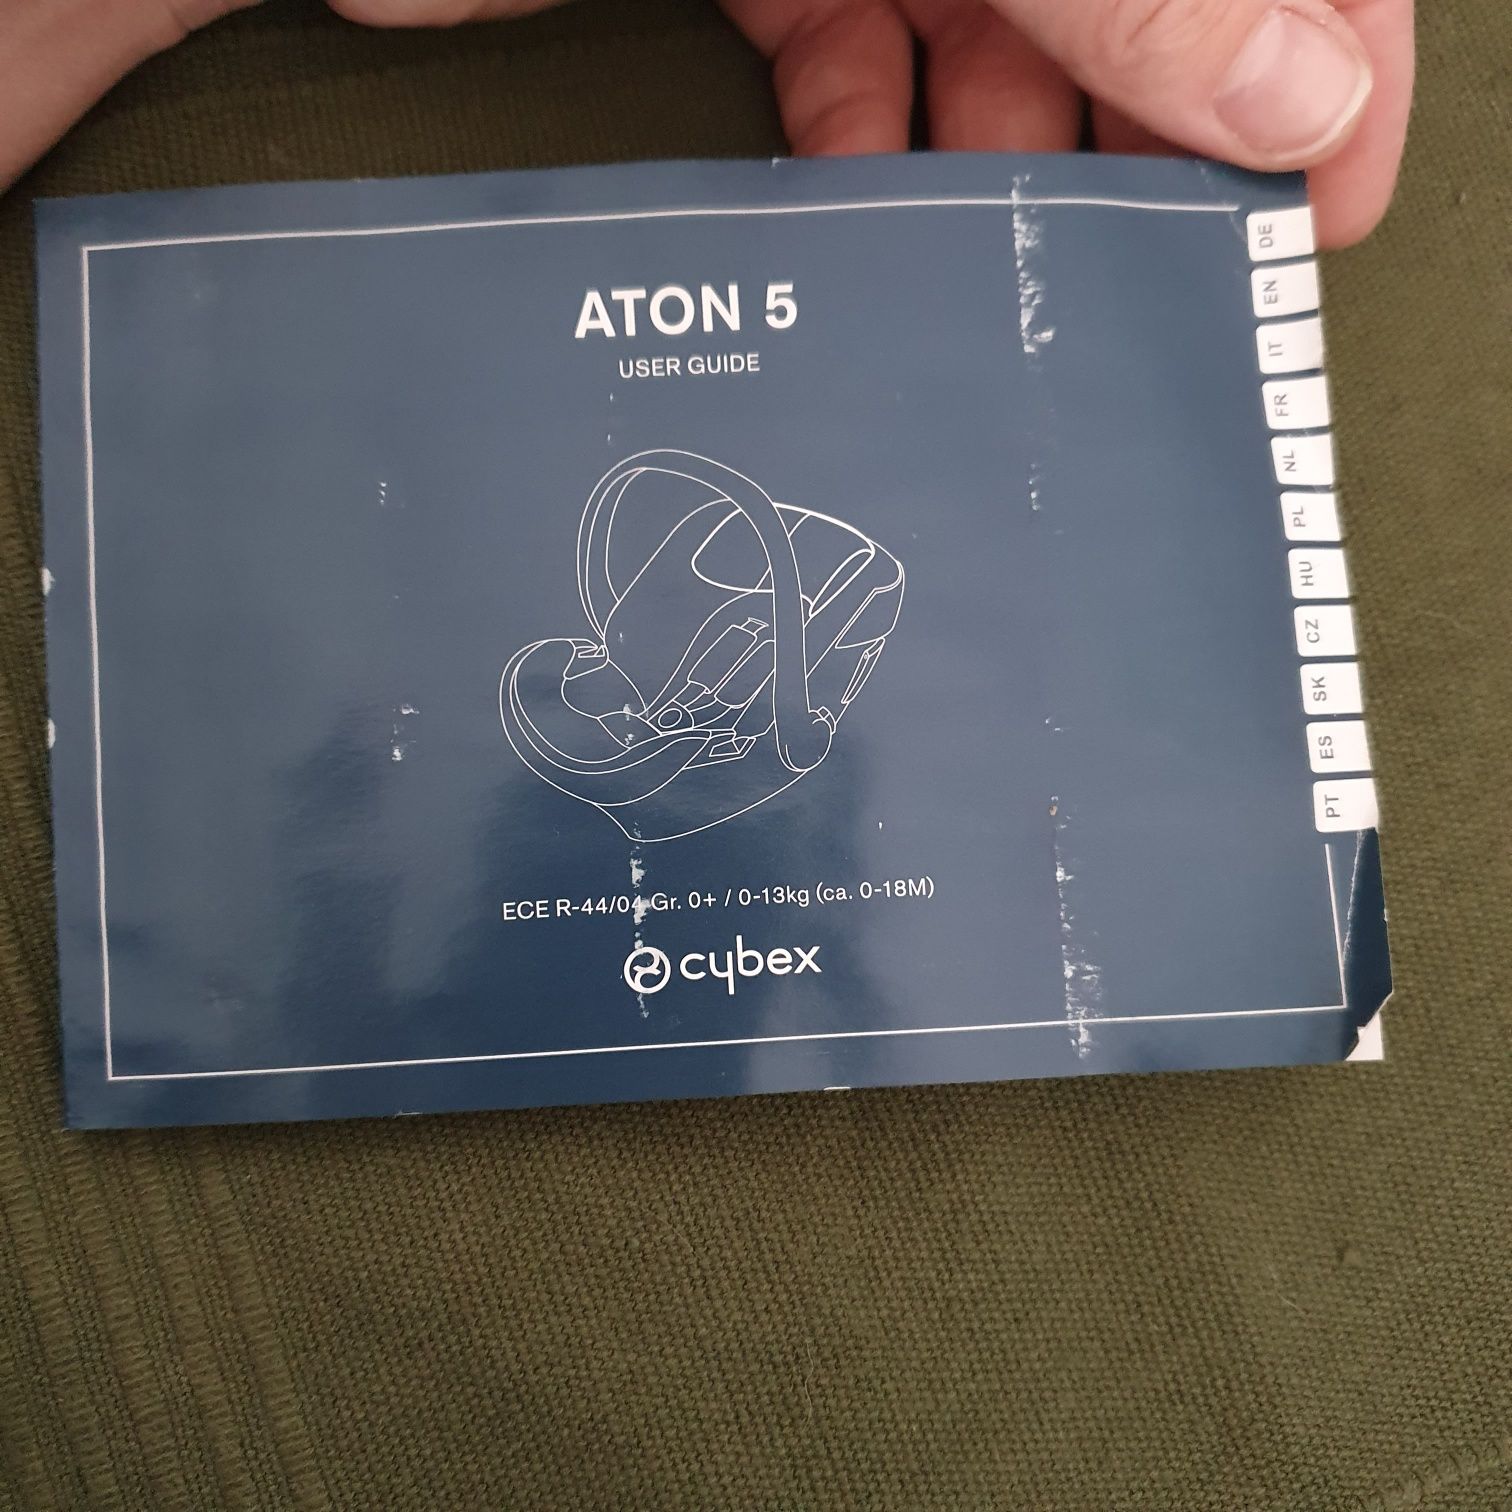 ATON 5
USER GUIDE
ECE R-44/04 Gr. 0+ / 0-13kg (ca. 0-18M)
cybex
DE
EN
IT
FR
NL
PL
HU
CZ
SK
ES
PT